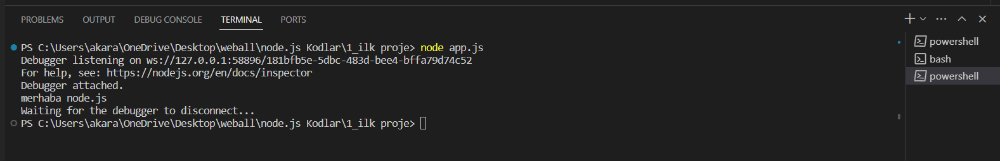 PROBLEMS OUTPUT DEBUG CONSOLE TERMINAL PORTS
PS C:\Users\akara\OneDrive\Desktop\weball\node.js Kodlar\1_ilk proje> node app.js
Debugger listening on ws://127.0.0.1:58896/181bfb5e-5dbc-483d-bee4-bffa79d74c52
For help, see: https://nodejs.org/en/docs/inspector
Debugger attached.
merhaba node.js
Waiting for the debugger to disconnect...
PS C:\Users\akara\OneDrive\Desktop\weball\node.js Kodlar\1_ilk proje>
powershell
bash
powershell